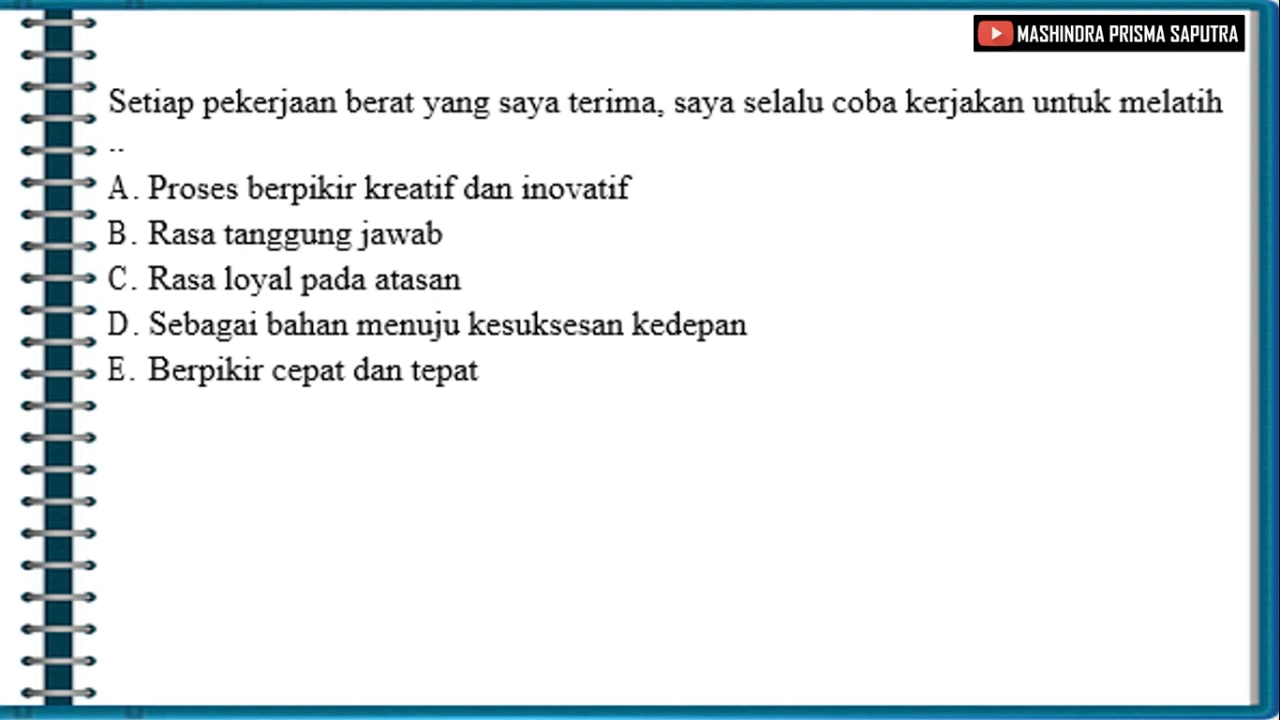 MASHINDRA PRISMA SAPUTRA
Setiap pekerjaan berat yang saya terima, saya selalu coba kerjakan untuk melatih
..
A. Proses berpikir kreatif dan inovatif
B. Rasa tanggung jawab
C. Rasa loyal pada atasan
D. Sebagai bahan menuju kesuksesan kedepan
E. Berpikir cepat dan tepat